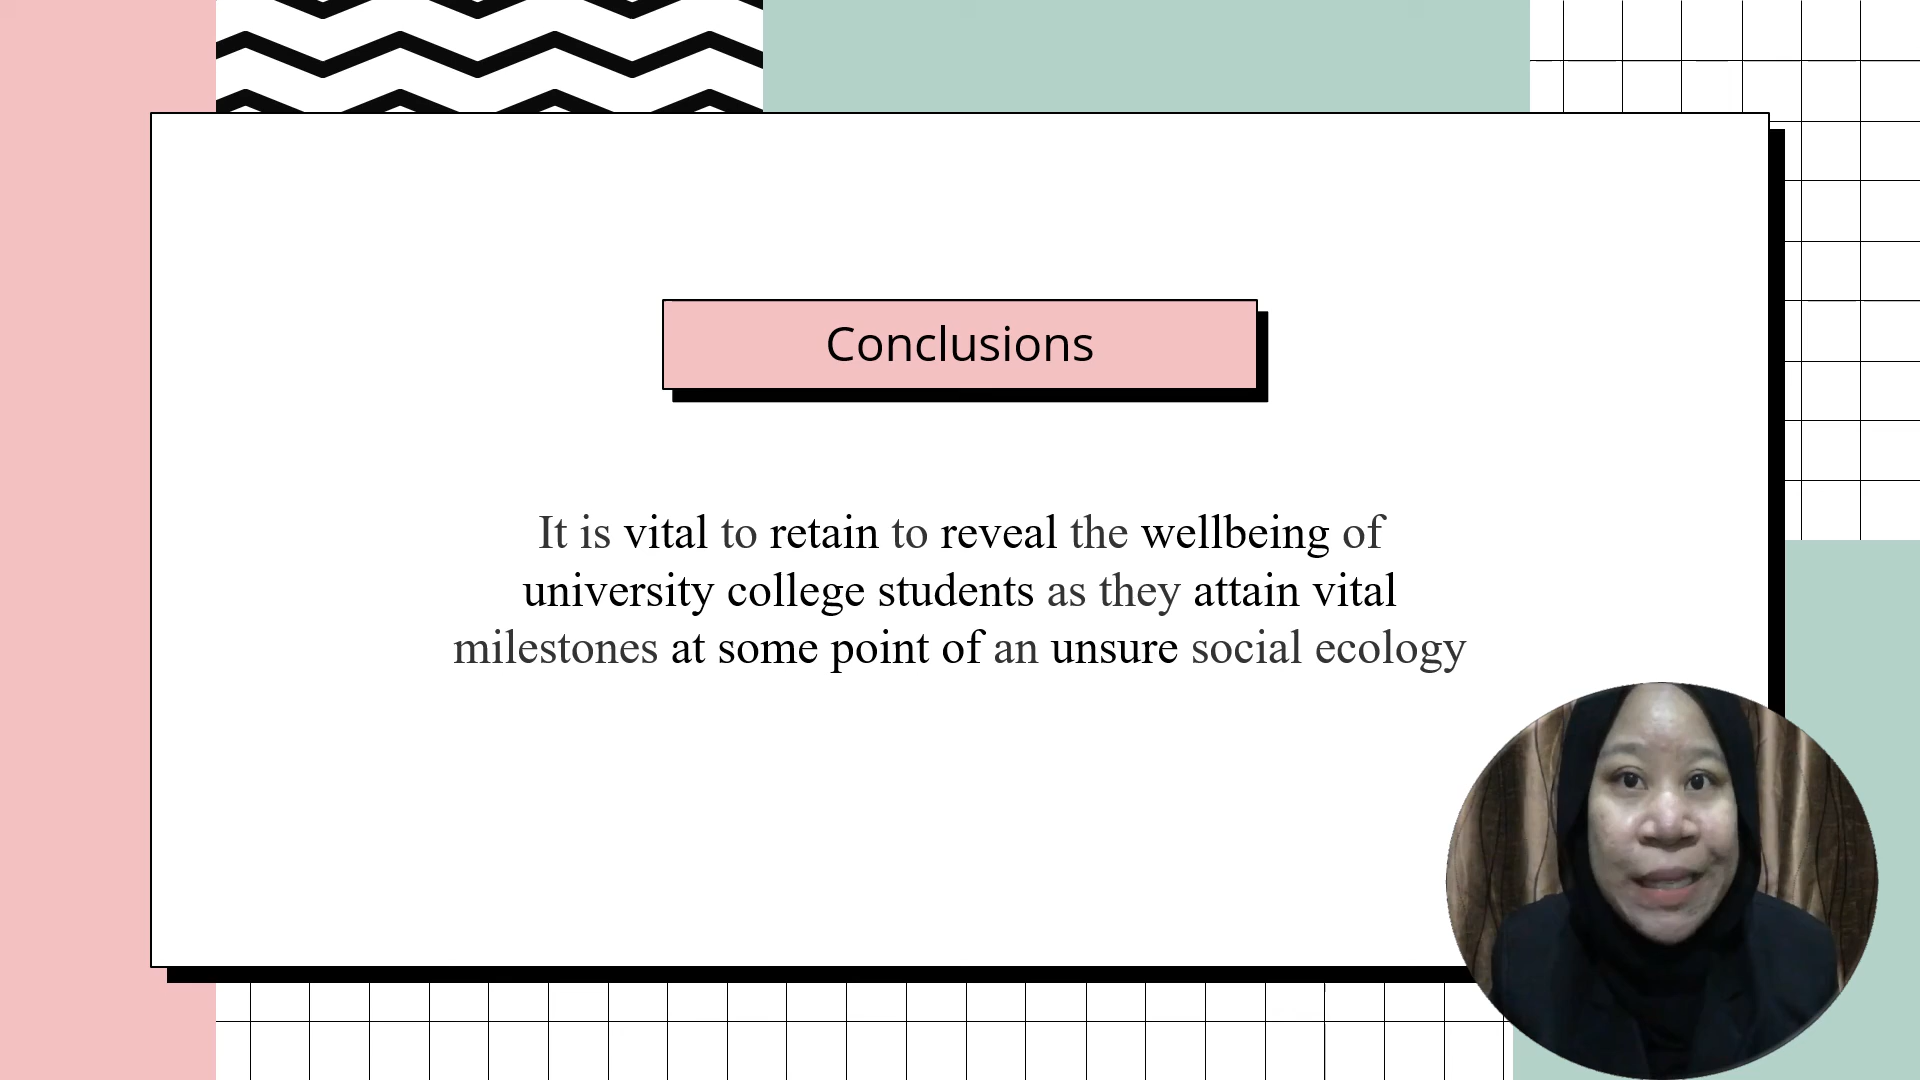 Conclusions
It is vital to retain to reveal the wellbeing of
university college students as they attain vital
milestones at some point of an unsure social ecology